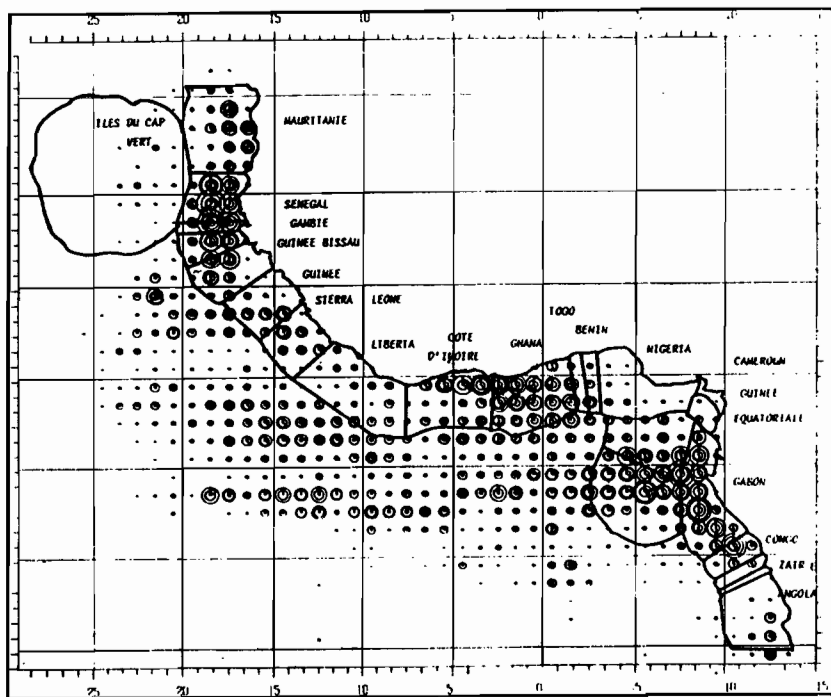 25 20 15 10 5 0 5 10 15
ILES DU CAP
VERT
MAURITANIE
SENEGAL
GAMBIE
GUINEE BISSAU
GUINEE
SIERRA LEONE
LIBERIA
COTE
D'IVOIRE
GHANA
TOGO
BENIN
NIGERIA
CAMEROUN
GUINEE
EQUATORIALE
GABON
CONGO
ZAIRE
ANGOLA
25 20 15 10 5 0 5 10 15